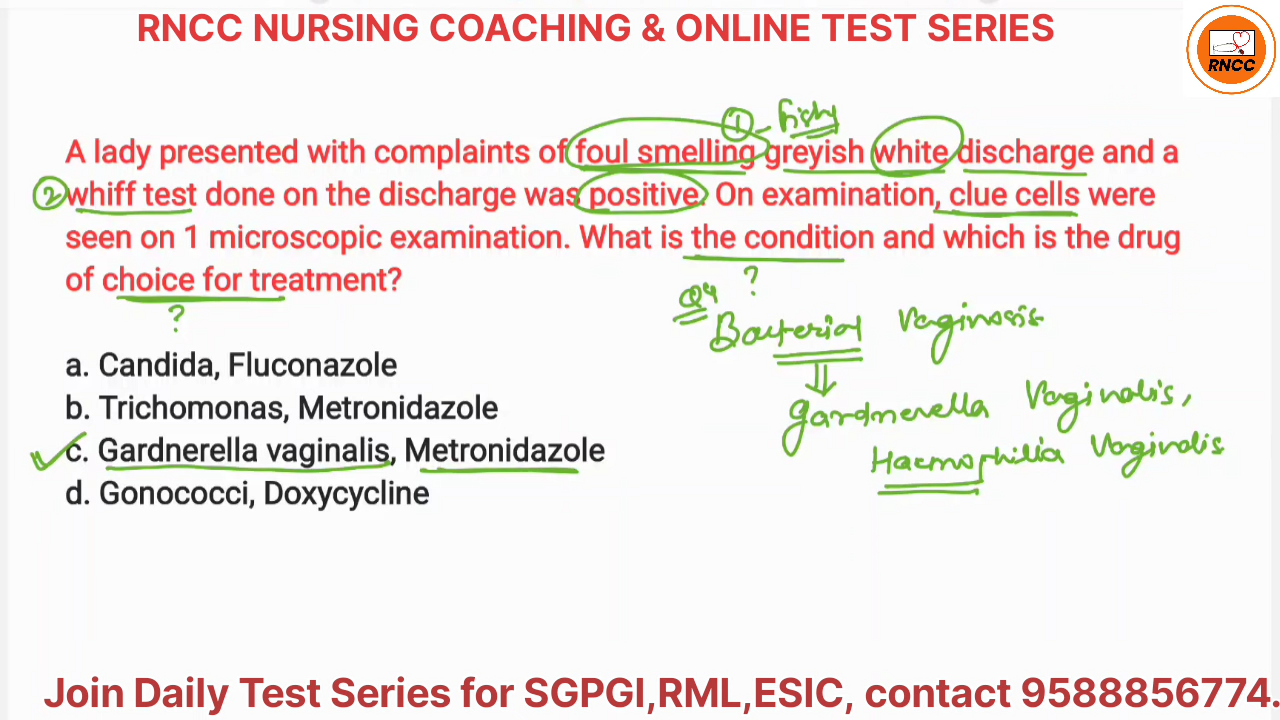 RNCC NURSING COACHING & ONLINE TEST SERIES
RNCC
① - Fishy
A lady presented with complaints of foul smelling greyish white discharge and a
② whiff test done on the discharge was positive. On examination, clue cells were
seen on 1 microscopic examination. What is the condition and which is the drug
of choice for treatment?
?
?
Bacterial Vaginosis
a. Candida, Fluconazole
b. Trichomonas, Metronidazole
gardnerella Vaginalis,
c. Gardnerella vaginalis, Metronidazole
Haemophilia Vaginalis
d. Gonococci, Doxycycline
Join Daily Test Series for SGPGI,RML,ESIC, contact 9588856774.